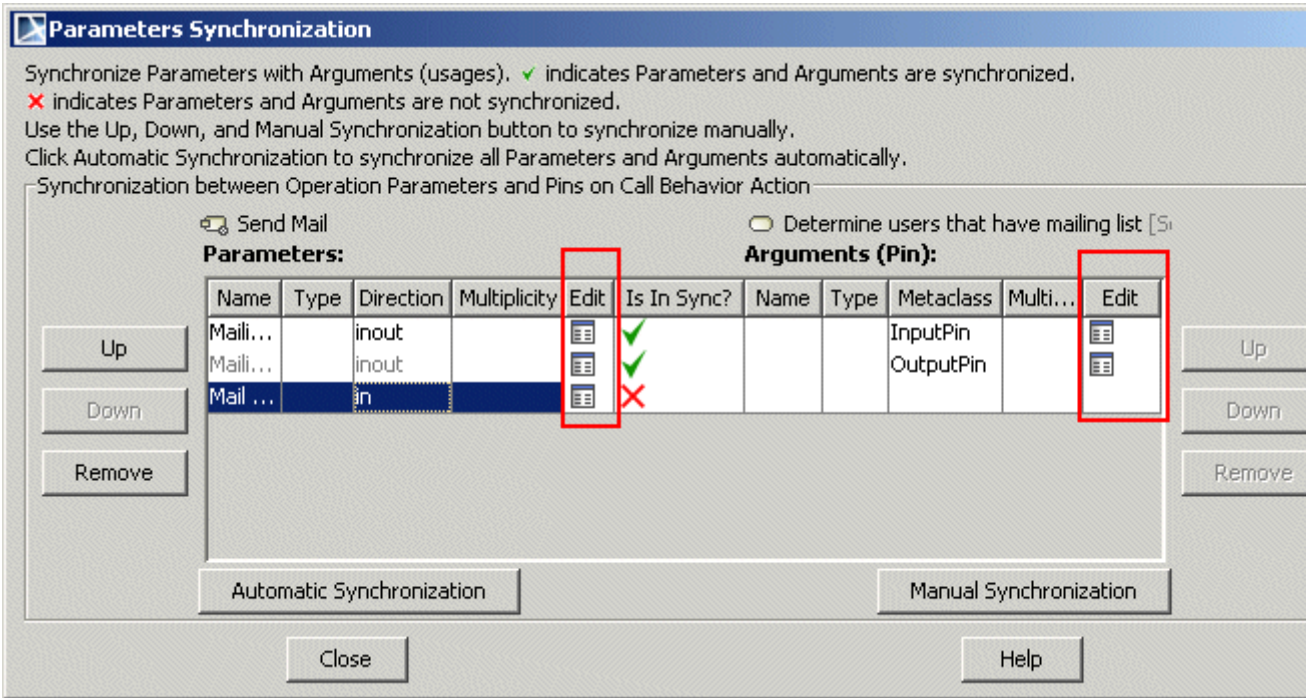 Parameters Synchronization
Synchronize Parameters with Arguments (usages). ✓ indicates Parameters and Arguments are synchronized.
✗ indicates Parameters and Arguments are not synchronized.
Use the Up, Down, and Manual Synchronization button to synchronize manually.
Click Automatic Synchronization to synchronize all Parameters and Arguments automatically.
Synchronization between Operation Parameters and Pins on Call Behavior Action
Send Mail Determine users that have mailing list
Parameters: Arguments (Pin):
Name Type Direction Multiplicity Edit Is In Sync? Name Type Metaclass Multi... Edit
Up Maili... inout InputPin Up
Maili... inout OutputPin
Down Mail ... in Down
Remove Remove
Automatic Synchronization Manual Synchronization
Close Help